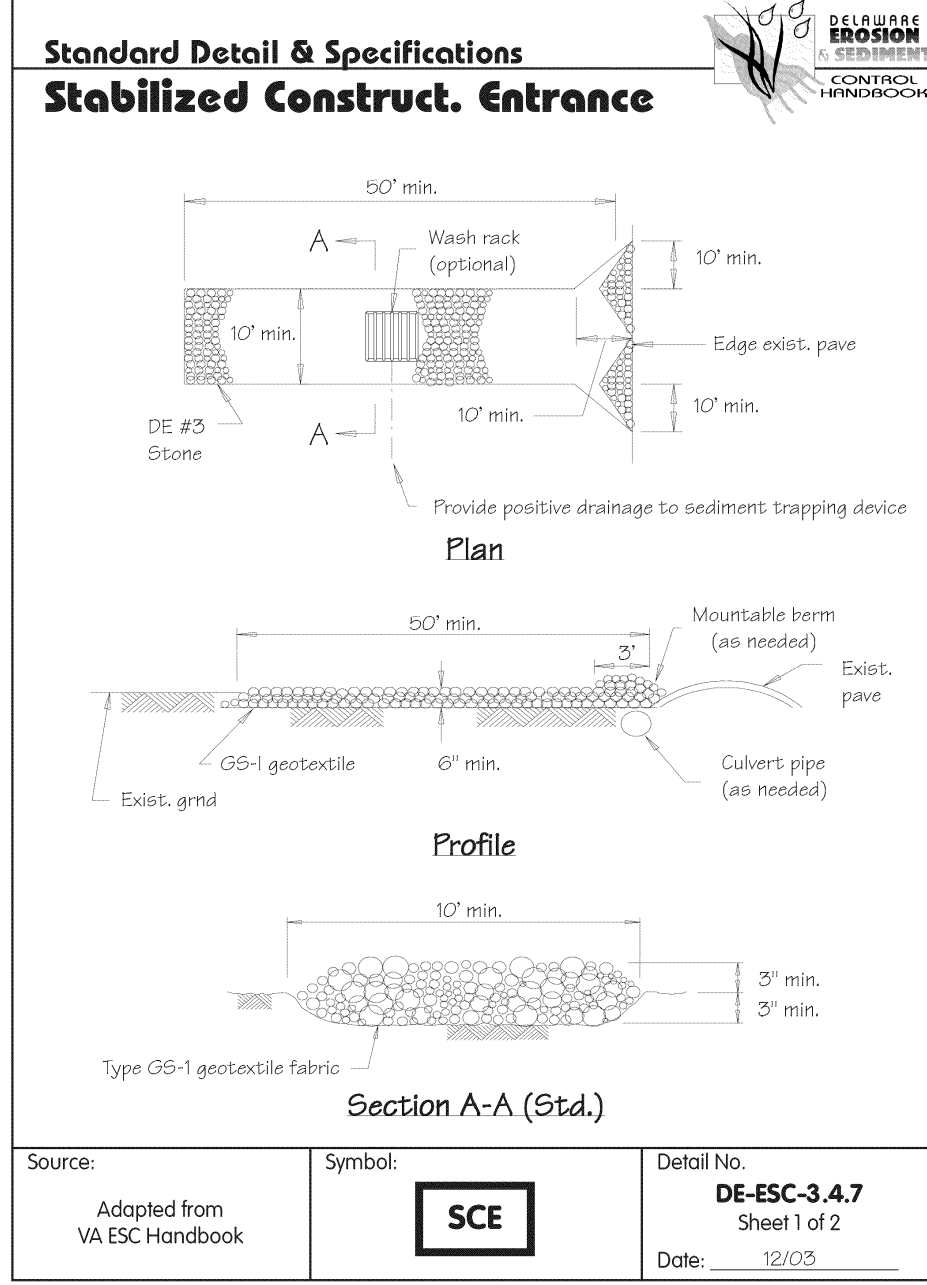 Standard Detail & Specifications
DELAWARE
EROSION
& SEDIMENT
CONTROL
HANDBOOK
Stabilized Construct. Entrance
50' min.
A
Wash rack
(optional)
10' min.
10' min.
Edge exist. pave
10' min.
10' min.
DE #3
Stone
A
Provide positive drainage to sediment trapping device
Plan
50' min.
Mountable berm
(as needed)
3'
Exist.
pave
GS-I geotextile
6" min.
Culvert pipe
(as needed)
Exist. grnd
Profile
10' min.
3" min.
3" min.
Type GS-1 geotextile fabric
Section A-A (Std.)
Source:
Adapted from
VA ESC Handbook
Symbol:
SCE
Detail No.
DE-ESC-3.4.7
Sheet 1 of 2
Date: 12/03